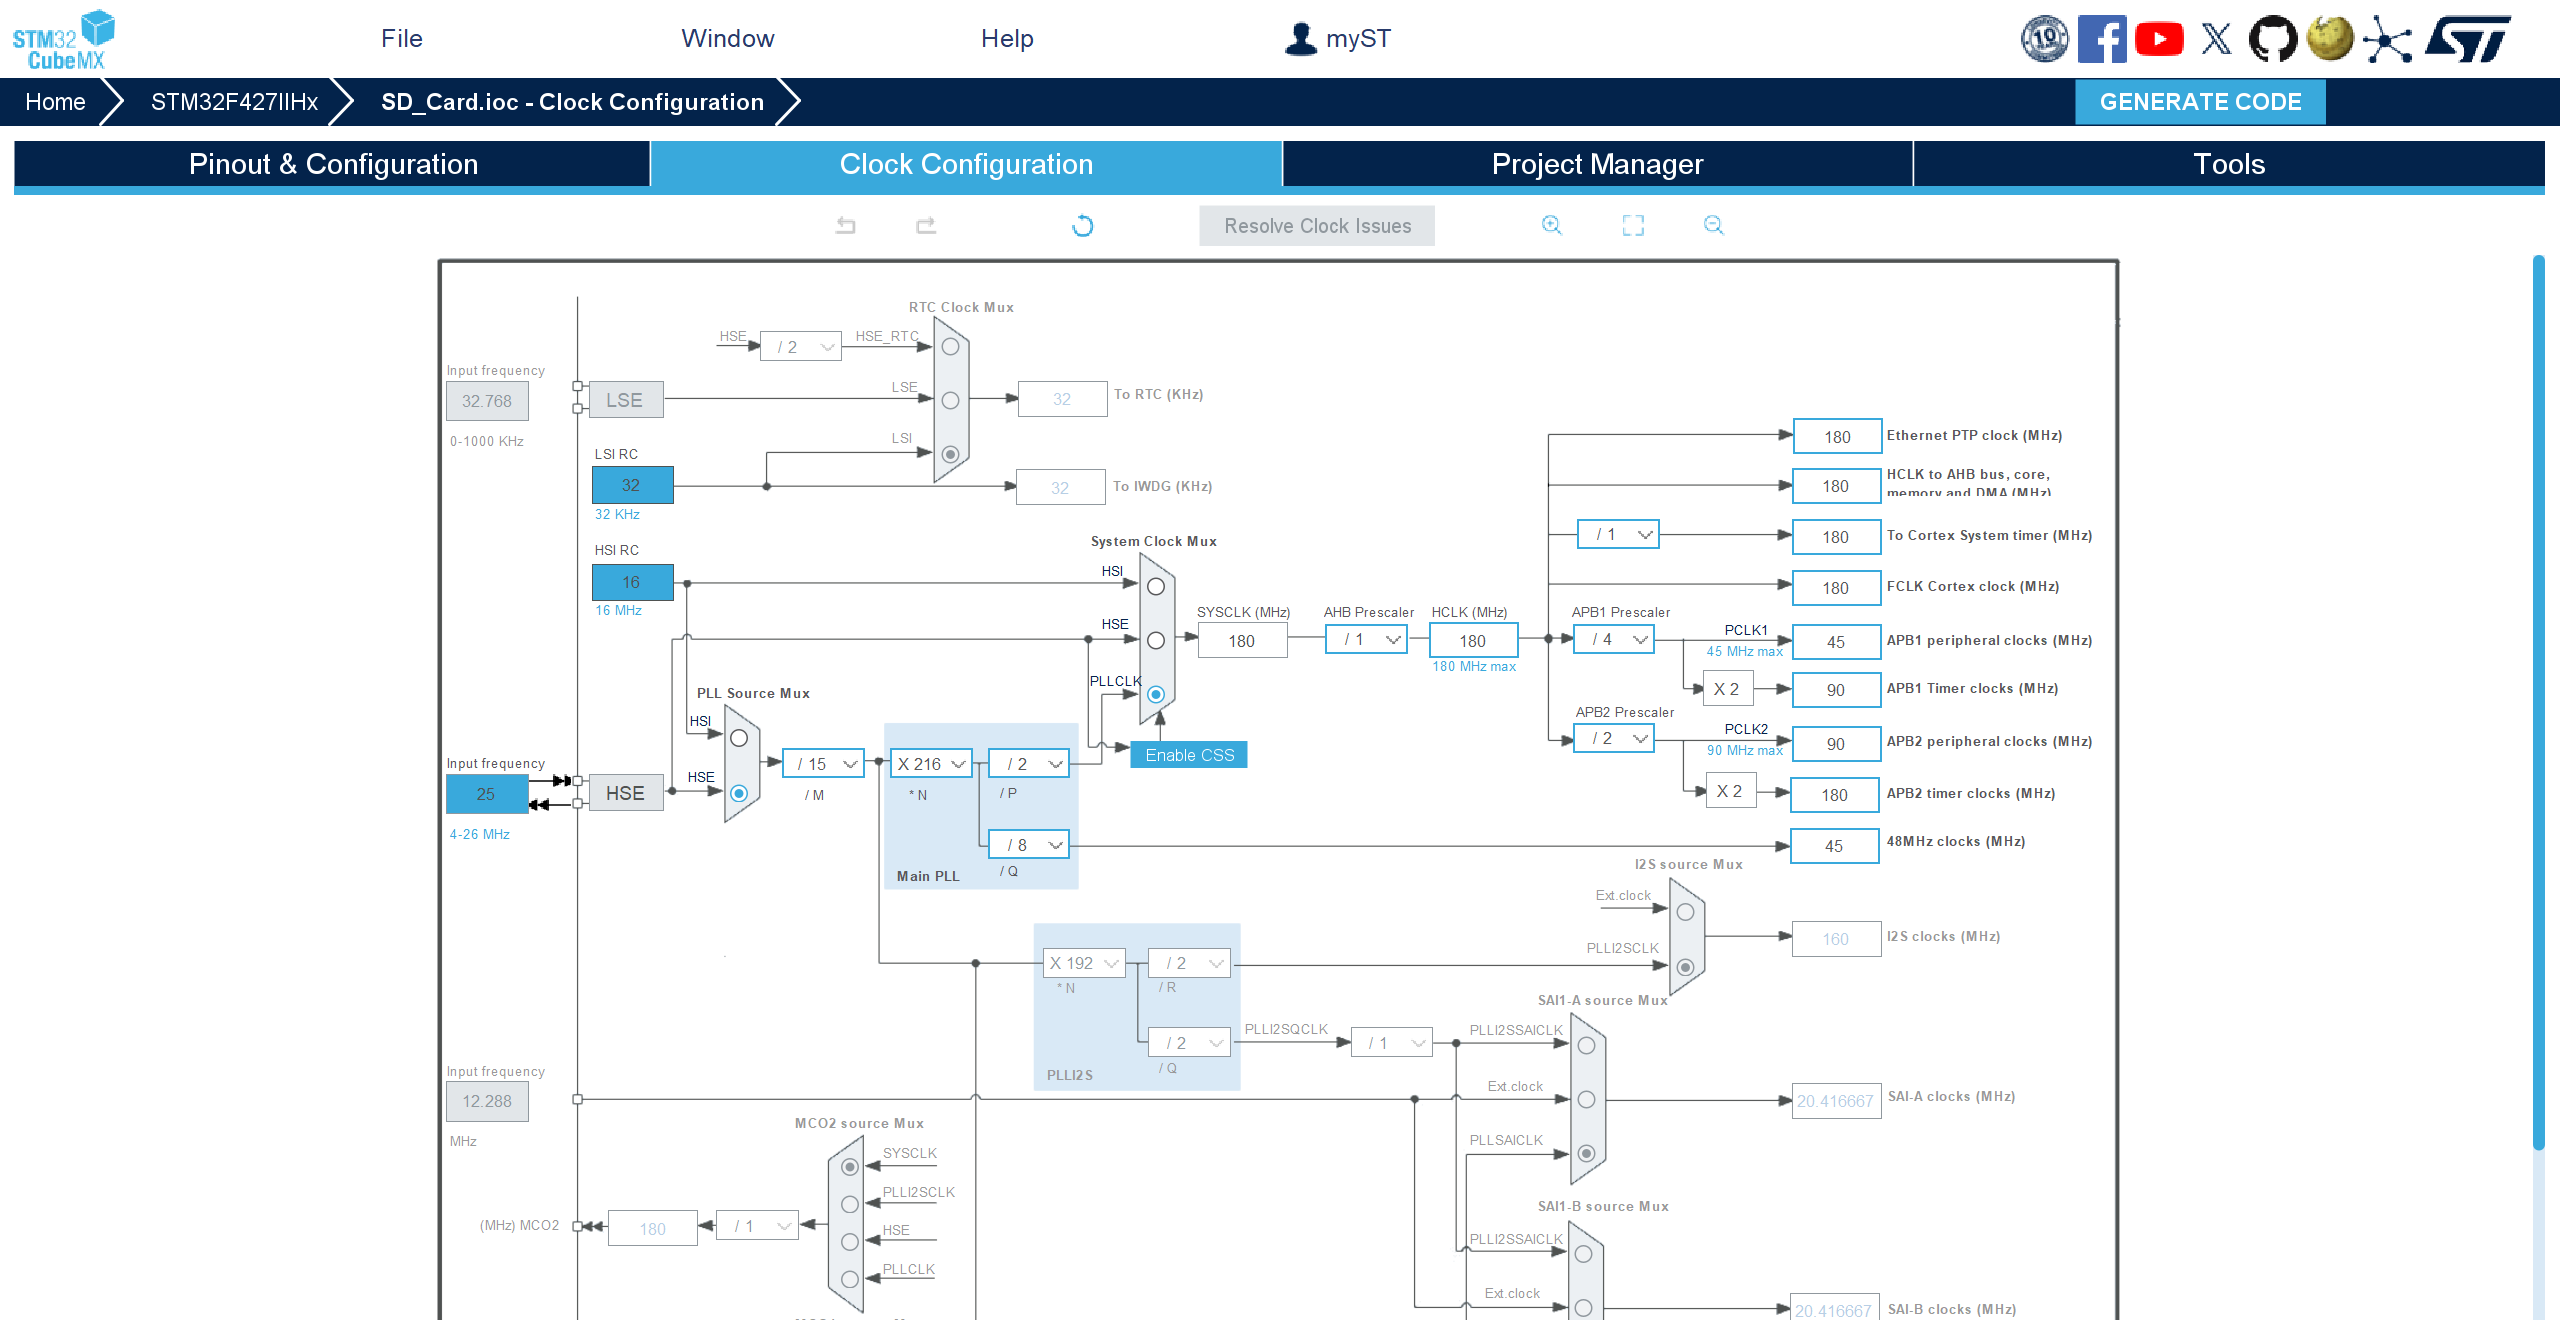 STM32
CubeMX
File
Window
Help
myST
10
Home
STM32F427IIHx
SD_Card.ioc - Clock Configuration
GENERATE CODE
Pinout & Configuration
Clock Configuration
Project Manager
Tools
Resolve Clock Issues
RTC Clock Mux
HSE
/ 2
HSE_RTC
Input frequency
32.768
0-1000 KHz
LSE
LSE
32
To RTC (KHz)
LSI
LSI RC
32
32 KHz
32
To IWDG (KHz)
180
Ethernet PTP clock (MHz)
180
HCLK to AHB bus, core,
memory and DMA (MHz)
/ 1
180
To Cortex System timer (MHz)
180
FCLK Cortex clock (MHz)
HSI RC
16
16 MHz
System Clock Mux
HSI
HSE
PLLCLK
SYSCLK (MHz)
180
AHB Prescaler
/ 1
HCLK (MHz)
180
180 MHz max
APB1 Prescaler
/ 4
PCLK1
45 MHz max
45
APB1 peripheral clocks (MHz)
X 2
90
APB1 Timer clocks (MHz)
APB2 Prescaler
/ 2
PCLK2
90 MHz max
90
APB2 peripheral clocks (MHz)
X 2
180
APB2 timer clocks (MHz)
PLL Source Mux
HSI
HSE
Input frequency
25
4-26 MHz
HSE
/ 15
/ M
X 216
* N
/ 2
/ P
Enable CSS
/ 8
/ Q
Main PLL
45
48MHz clocks (MHz)
I2S source Mux
Ext.clock
PLLI2SCLK
160
I2S clocks (MHz)
X 192
* N
/ 2
/ R
/ 2
/ Q
PLLI2S
PLLI2SQCLK
/ 1
SAI1-A source Mux
PLLI2SSAICLK
Ext.clock
PLLSAICLK
20.416667
SAI-A clocks (MHz)
Input frequency
12.288
MHz
MCO2 source Mux
SYSCLK
PLLI2SCLK
HSE
PLLCLK
(MHz) MCO2
180
/ 1
SAI1-B source Mux
PLLI2SSAICLK
Ext.clock
20.416667
SAI-B clocks (MHz)